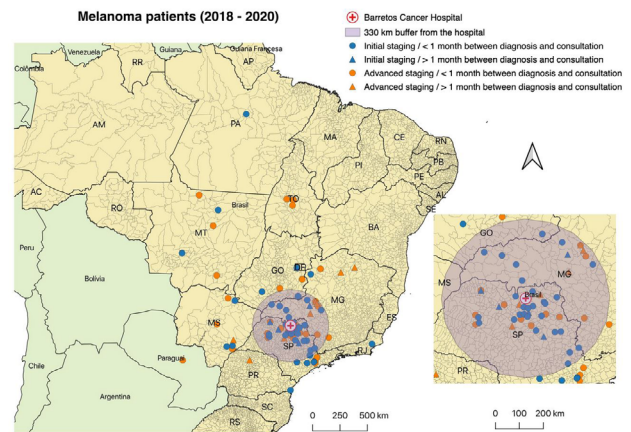 Melanoma patients (2018 - 2020)
Barretos Cancer Hospital
330 km buffer from the hospital
Initial staging / < 1 month between diagnosis and consultation
Initial staging / > 1 month between diagnosis and consultation
Advanced staging / < 1 month between diagnosis and consultation
Advanced staging / > 1 month between diagnosis and consultation
Venezuela
Guiana
Guiana Francesa
Colômbia
RR
AP
AM
PA
MA
CE
RN
PB
PI
PE
AL
SE
AC
RO
TO
Brasil
MT
BA
Peru
Bolívia
GO
DF
MG
ES
MS
SP
RJ
Paraguai
PR
Chile
Argentina
SC
RS
0 250 500 km
GO
MS
MG
Brasil
SP
PR
0 100 200 km